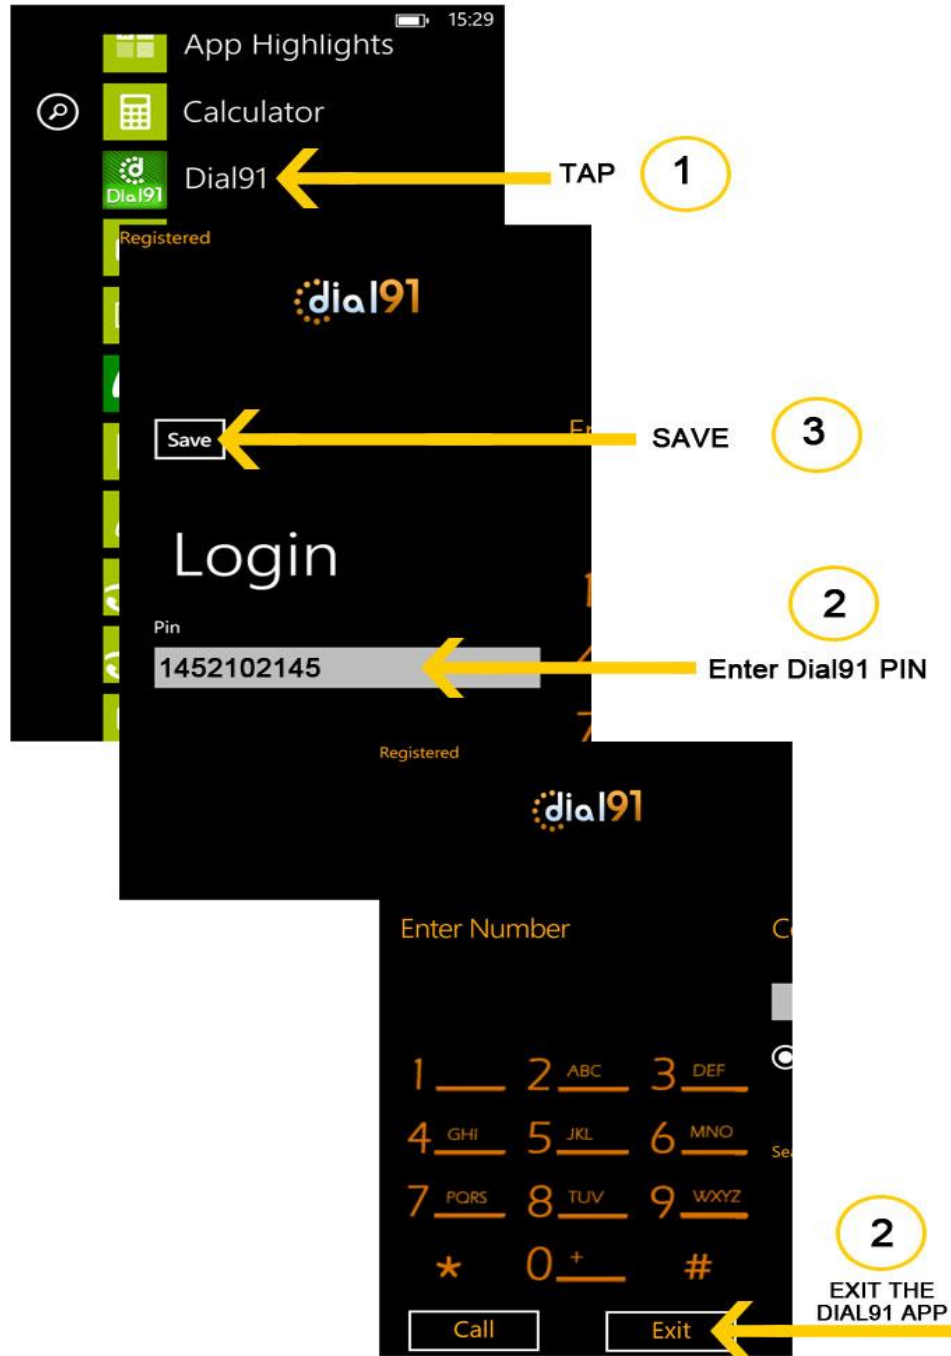 15:29
App Highlights
Calculator
Dial91
Dial91
TAP
1
Registered
dial91
Save
SAVE
3
Login
2
Pin
1452102145
Enter Dial91 PIN
Registered
dial91
Enter Number
1 2 ABC 3 DEF
4 GHI 5 JKL 6 MNO
7 PQRS 8 TUV 9 WXYZ
* 0 + #
2
EXIT THE
DIAL91 APP
Call Exit